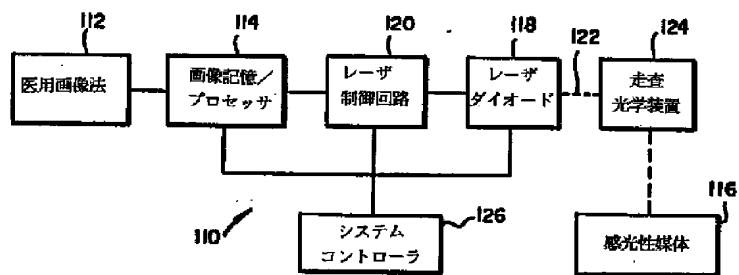 112
114
120
118
122
124
医用画像法
画像記憶／
プロセッサ
レーザ
制御回路
レーザ
ダイオード
走査
光学装置
110
126
システム
コントローラ
116
感光性媒体